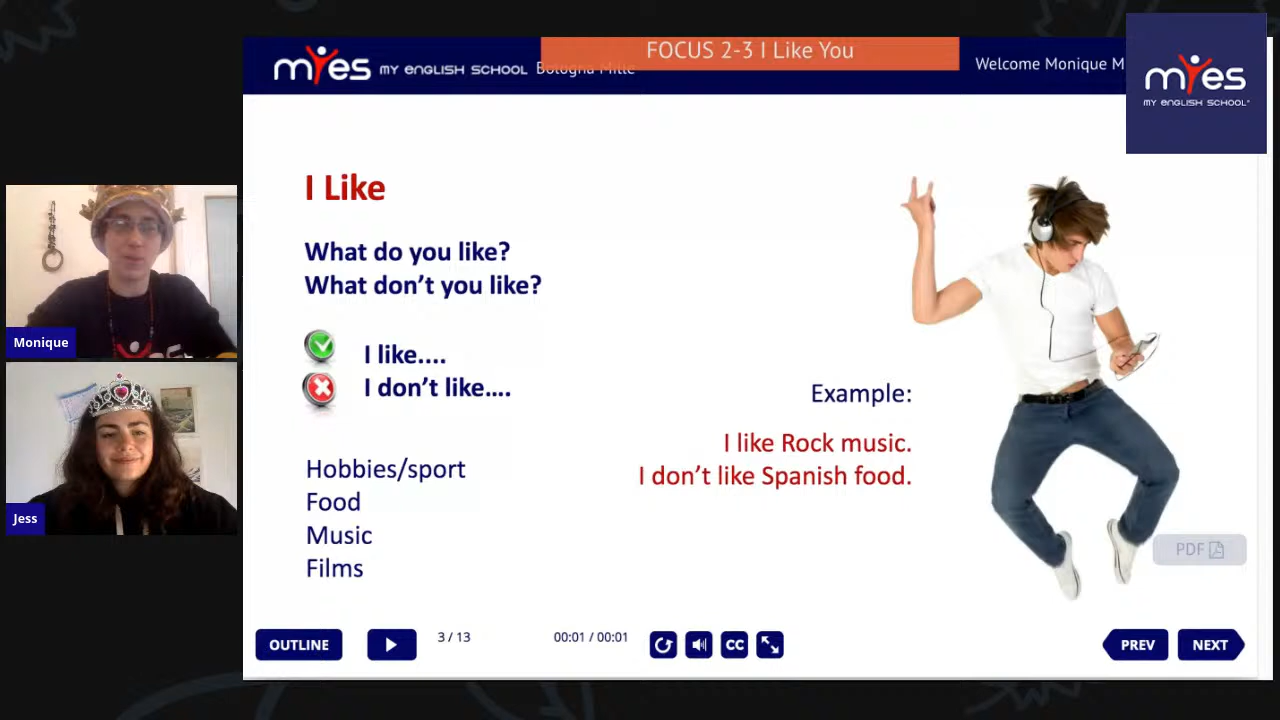 myes MY ENGLISH SCHOOL Bologna Mille
FOCUS 2-3 I Like You
Welcome Monique M
myes
MY ENGLISH SCHOOL
I Like
What do you like?
What don't you like?
I like....
I don't like....
Hobbies/sport
Food
Music
Films
Example:
I like Rock music.
I don't like Spanish food.
Monique
Jess
PDF
OUTLINE
3 / 13
00:01 / 00:01
CC
PREV
NEXT